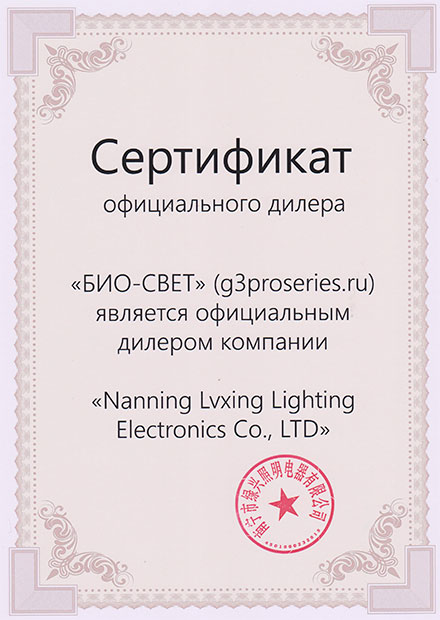 Сертификат
официального дилера
«БИО-СВЕТ» (g3proseries.ru)
является официальным
дилером компании
«Nanning Lvxing Lighting
Electronics Co., LTD»
南宁市绿兴照明电器有限公司